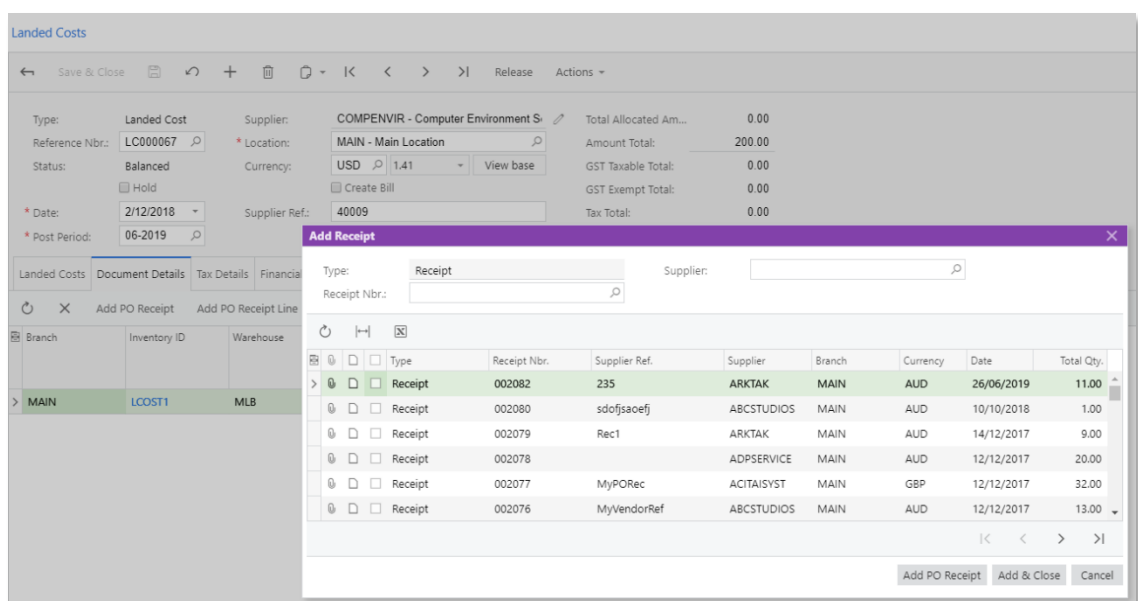 Landed Costs
Save & Close Release Actions
Type: Landed Cost Supplier: COMPENVIR - Computer Environment S Total Allocated Am... 0.00
Reference Nbr.: LC000067 * Location: MAIN - Main Location Amount Total: 200.00
Status: Balanced Currency: USD 1.41 View base GST Taxable Total: 0.00
Hold Create Bill GST Exempt Total: 0.00
* Date: 2/12/2018 Supplier Ref.: 40009 Tax Total: 0.00
* Post Period: 06-2019
Landed Costs Document Details Tax Details Financial
Add PO Receipt Add PO Receipt Line
Branch Inventory ID Warehouse
MAIN LCOST1 MLB
Add Receipt
Type: Receipt Supplier:
Receipt Nbr.:
Type Receipt Nbr. Supplier Ref. Supplier Branch Currency Date Total Qty.
Receipt 002082 235 ARKTAK MAIN AUD 26/06/2019 11.00
Receipt 002080 sdofjsaoefj ABCSTUDIOS MAIN AUD 10/10/2018 1.00
Receipt 002079 Rec1 ARKTAK MAIN AUD 14/12/2017 9.00
Receipt 002078 ADPSERVICE MAIN AUD 12/12/2017 20.00
Receipt 002077 MyPORec ACITAISYST MAIN GBP 12/12/2017 32.00
Receipt 002076 MyVendorRef ABCSTUDIOS MAIN AUD 12/12/2017 13.00
Add PO Receipt Add & Close Cancel